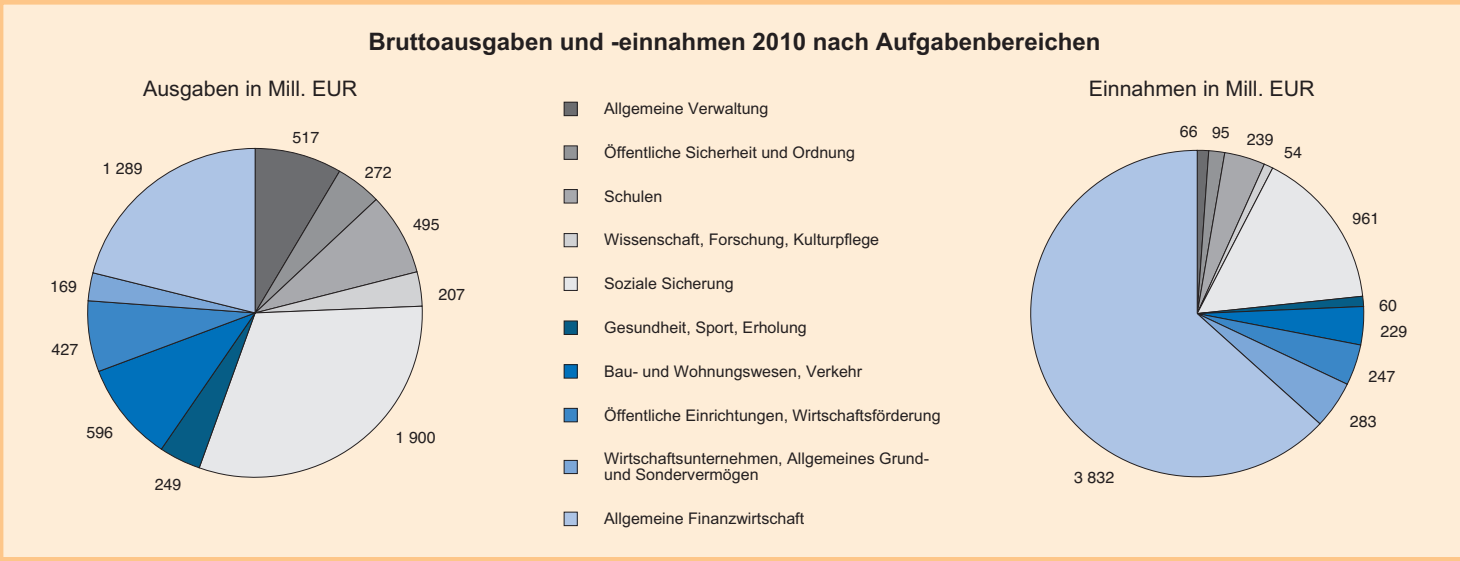 Bruttoausgaben und -einnahmen 2010 nach Aufgabenbereichen
Ausgaben in Mill. EUR
517
272
495
207
1 900
249
596
427
169
1 289
Allgemeine Verwaltung
Öffentliche Sicherheit und Ordnung
Schulen
Wissenschaft, Forschung, Kulturpflege
Soziale Sicherung
Gesundheit, Sport, Erholung
Bau- und Wohnungswesen, Verkehr
Öffentliche Einrichtungen, Wirtschaftsförderung
Wirtschaftsunternehmen, Allgemeines Grund-
und Sondervermögen
Allgemeine Finanzwirtschaft
Einnahmen in Mill. EUR
66
95
239
54
961
60
229
247
283
3 832